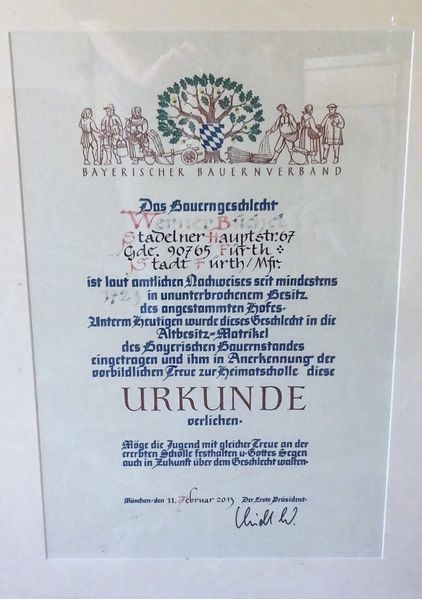 BAYERISCHER BAUERNVERBAND
Das Bauerngeschlecht
Werner
Stadelner Hauptstr.67
Gde. 90765 Fürth
Stadt Fürth/Mfr.
ist laut amtlichen Nachweises seit mindestens
in ununterbrochenem Besitz
des angestammten Hofes.
Unterm Heutigen wurde dieses Geschlecht in die
Altbesitz-Matrikel
des Bayerischen Bauernstandes
eingetragen und ihm in Anerkennung der
vorbildlichen Treue zur Heimatscholle diese
URKUNDE
verliehen.
Möge die Jugend mit gleicher Treue an der
ererbten Scholle festhalten u. Gottes Segen
auch in Zukunft über dem Geschlecht walten.
München, den 11. Februar 2013 Der Erste Präsident